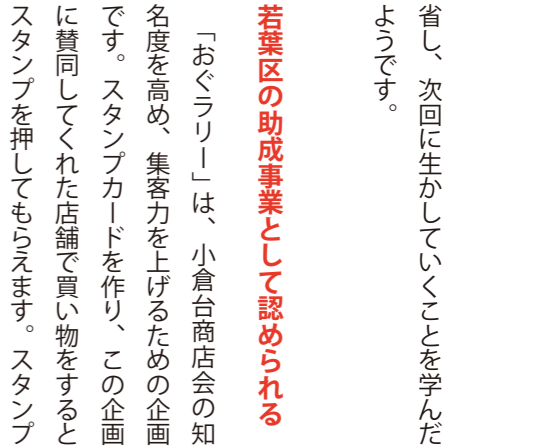 省し、次回に生かしていくことを学んだ
ようです。
若葉区の助成事業として認められる
「おぐラリー」は、小倉台商店会の知
名度を高め、集客力を上げるための企画
です。スタンプカードを作り、この企画
に賛同してくれた店舗で買い物をすると
スタンプを押してもらえます。スタンプ